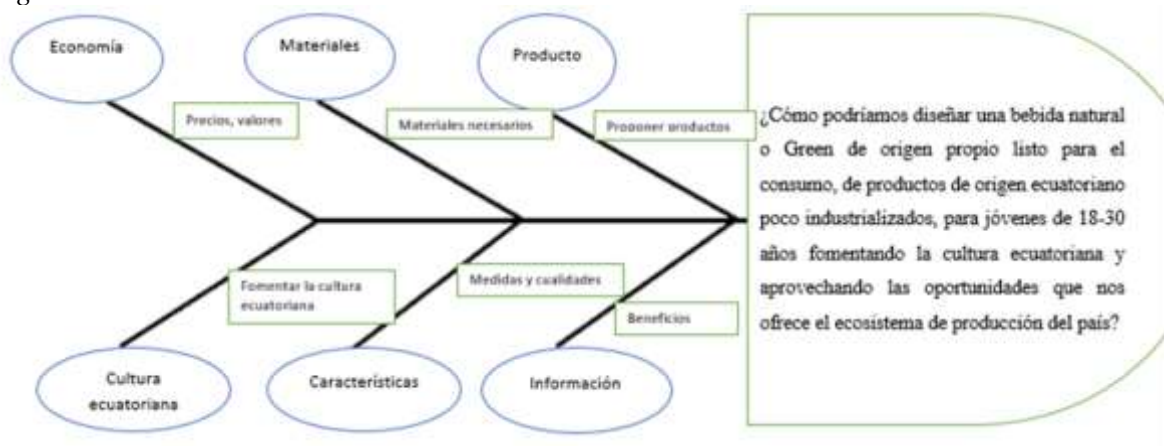 Economía
Materiales
Producto
Precios, valores
Materiales necesarios
Proponer productos
¿Cómo podríamos diseñar una bebida natural
o Green de origen propio listo para el
consumo, de productos de origen ecuatoriano
poco industrializados, para jóvenes de 18-30
años fomentando la cultura ecuatoriana y
aprovechando las oportunidades que nos
ofrece el ecosistema de producción del país?
Fomentar la cultura
ecuatoriana
Medidas y cualidades
Beneficios
Cultura
ecuatoriana
Características
Información